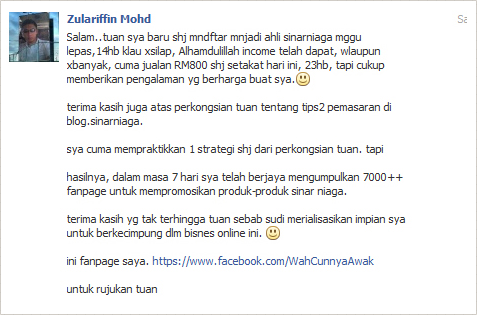 Zulariffin Mohd
Sa
Salam..tuan sya baru shj mndftar mnjadi ahli sinarniaga mggu
lepas,14hb klau xsilap, Alhamdulillah income telah dapat, wlaupun
xbanyak, cuma jualan RM800 shj setakat hari ini, 23hb, tapi cukup
memberikan pengalaman yg berharga buat sya.
terima kasih juga atas perkongsian tuan tentang tips2 pemasaran di
blog.sinarniaga.
sya cuma mempraktikkan 1 strategi shj dari perkongsian tuan. tapi
hasilnya, dalam masa 7 hari sya telah berjaya mengumpulkan 7000++
fanpage untuk mempromosikan produk-produk sinar niaga.
terima kasih yg tak terhingga tuan sebab sudi merialisasikan impian sya
untuk berkecimpung dlm bisnes online ini.
ini fanpage saya. https://www.facebook.com/WahCunnyaAwak
untuk rujukan tuan